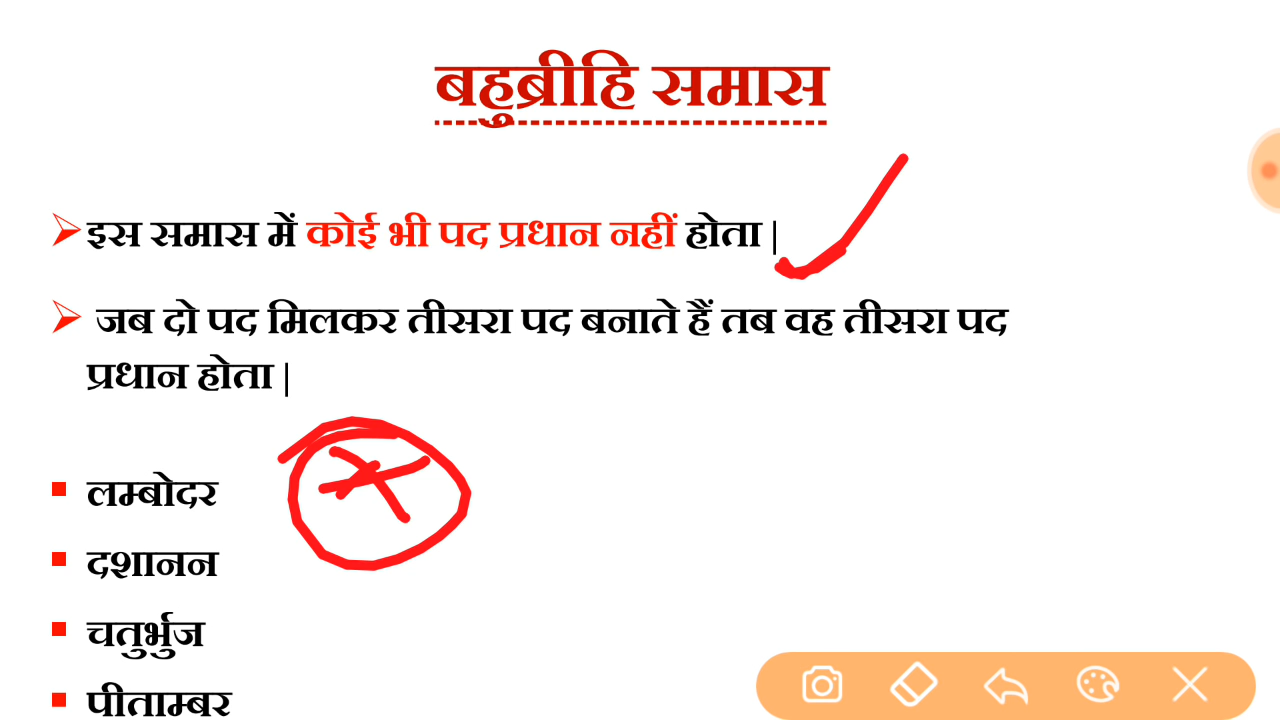 बहुब्रीहि समास
इस समास में कोई भी पद प्रधान नहीं होता |
जब दो पद मिलकर तीसरा पद बनाते हैं तब वह तीसरा पद
प्रधान होता |
लम्बोदर
दशानन
चतुर्भुज
पीताम्बर